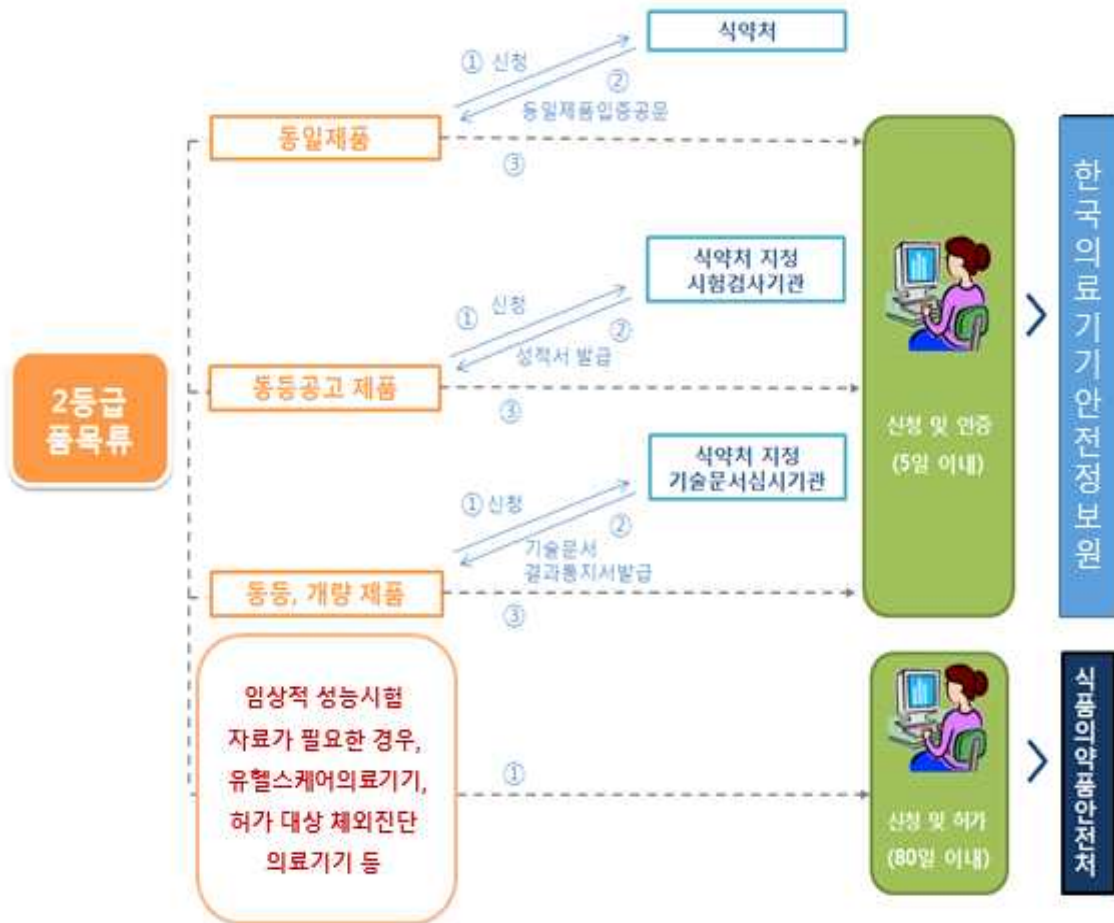 식약처
① 신청
②
동일제품입증공문
동일제품
③
식약처 지정
시험검사기관
① 신청
②
성적서 발급
동등공고 제품
③
2등급
품목류
신청 및 인증
(5일 이내)
한국의료기기안전정보원
식약처 지정
기술문서심사기관
① 신청
②
기술문서
결과통지서발급
동등, 개량 제품
③
임상적 성능시험
자료가 필요한 경우,
유헬스케어의료기기,
허가 대상 체외진단
의료기기 등
①
신청 및 허가
(80일 이내)
식품의약품안전처